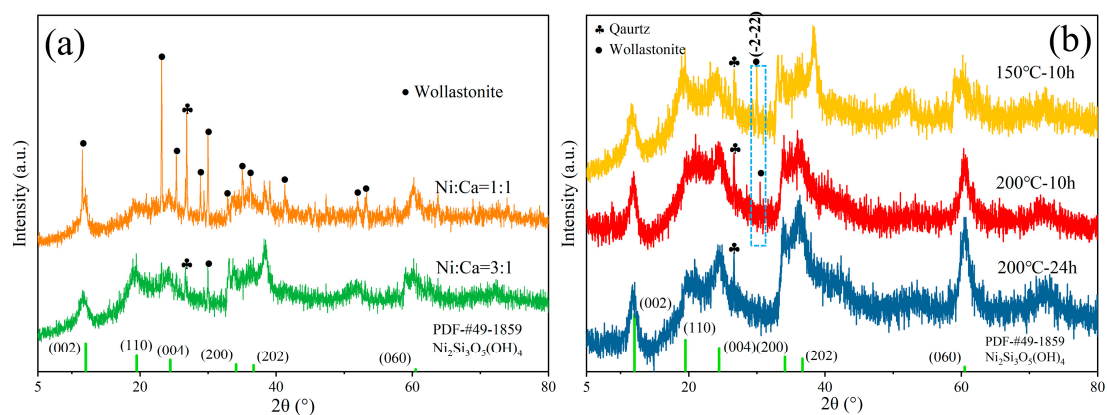 (a)
● Wollastonite
Ni:Ca=1:1
Ni:Ca=3:1
PDF-#49-1859
Ni₂Si₃O₅(OH)₄
(002)
(110)
(004)
(200)
(202)
(060)
Intensity (a.u.)
5
20
40
60
80
2θ (°)
(b)
♣ Qaurtz
● Wollastonite
(-2-22)
150℃-10h
200℃-10h
200℃-24h
PDF-#49-1859
Ni₂Si₃O₅(OH)₄
(002)
(110)
(004)(200)
(202)
(060)
Intensity (a.u.)
5
20
40
60
80
2θ (°)